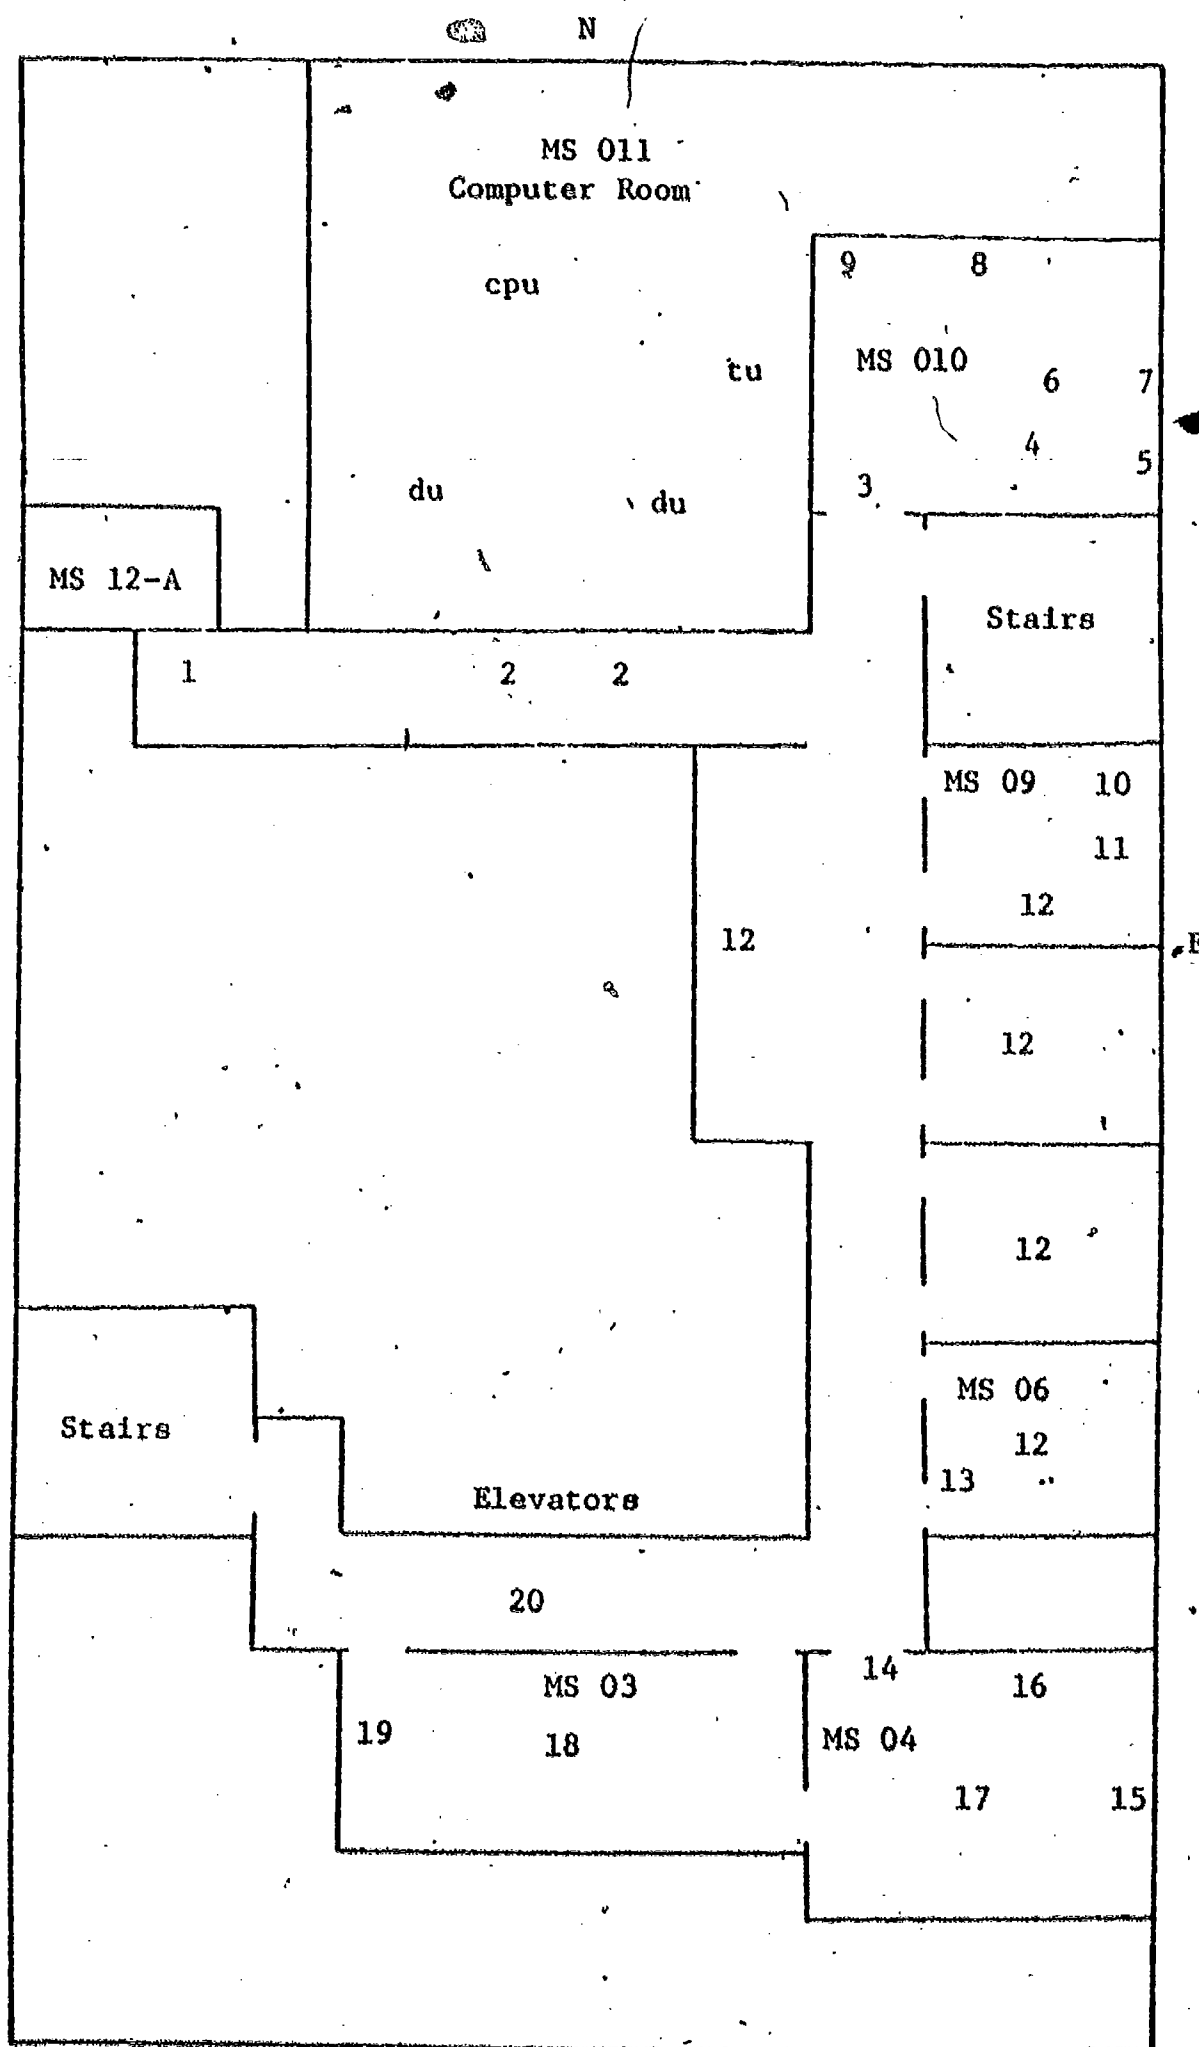 N
MS 011
Computer Room
9 8
cpu
MS 010
tu
6 7
4
5
3
du du
MS 12-A
Stairs
1 2 2
MS 09 10
11
12
12
E
12
12
MS 06
Stairs
12
13
Elevators
20
14
MS 03 16
19 18 MS 04
17 15